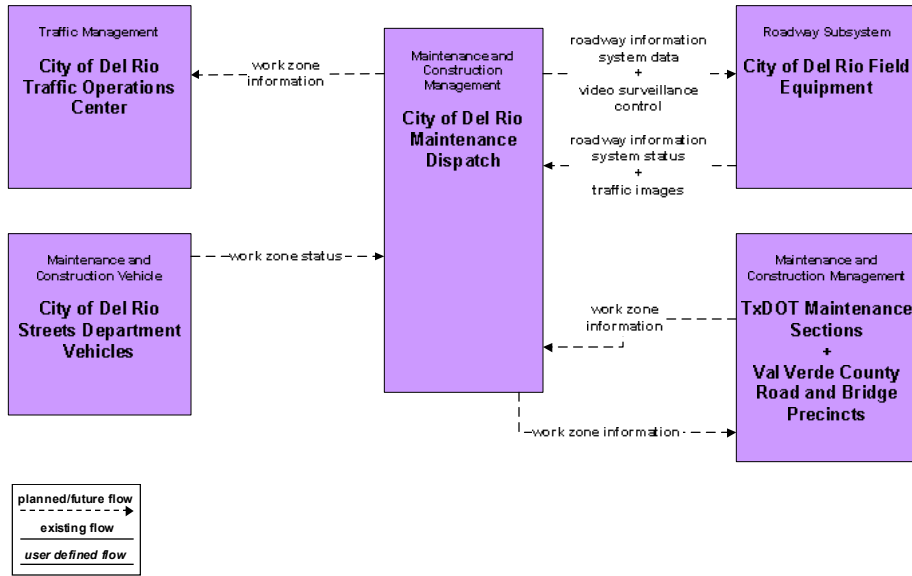 Traffic Management
City of Del Rio
Traffic Operations
Center
work zone
information
Maintenance and
Construction
Management
City of Del Rio
Maintenance
Dispatch
roadway information
system data
+
video surveillance
control
roadway information
system status
+
traffic images
Roadway Subsystem
City of Del Rio Field
Equipment
Maintenance and
Construction Vehicle
City of Del Rio
Streets Department
Vehicles
work zone status
work zone
information
work zone information
Maintenance and
Construction Management
TxDOT Maintenance
Sections
+
Val Verde County
Road and Bridge
Precincts
planned/future flow
existing flow
user defined flow